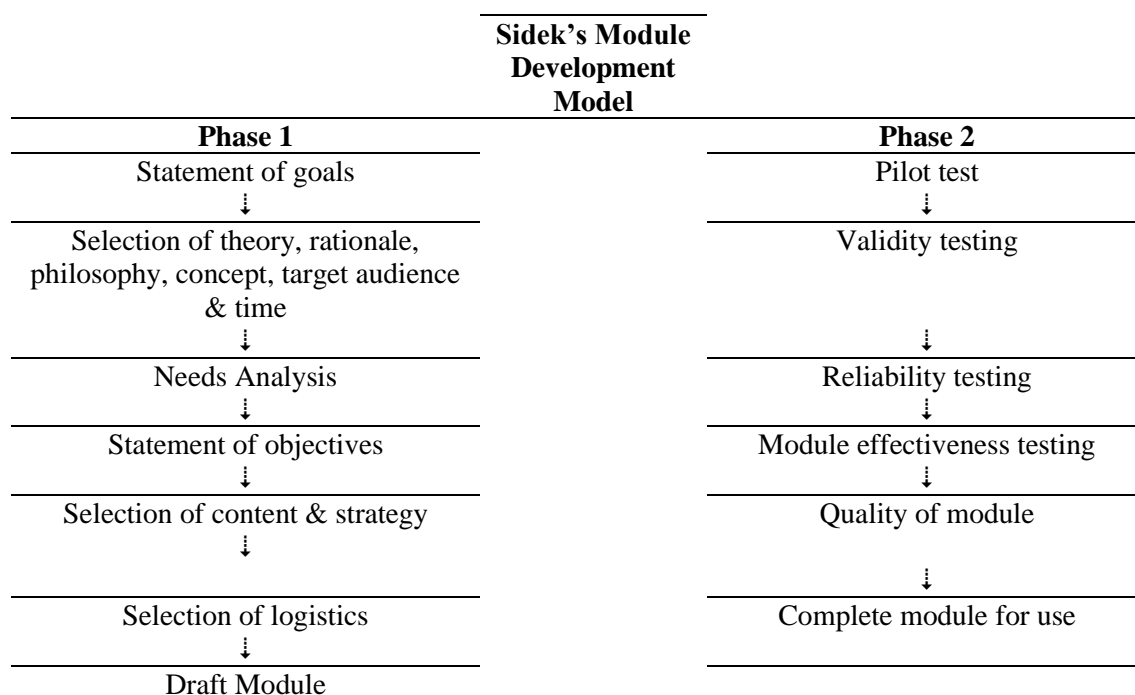 Sidek’s Module
Development
Model
Phase 1
Phase 2
Statement of goals
Pilot test
Selection of theory, rationale,
philosophy, concept, target audience
& time
Validity testing
Needs Analysis
Reliability testing
Statement of objectives
Module effectiveness testing
Selection of content & strategy
Quality of module
Selection of logistics
Complete module for use
Draft Module